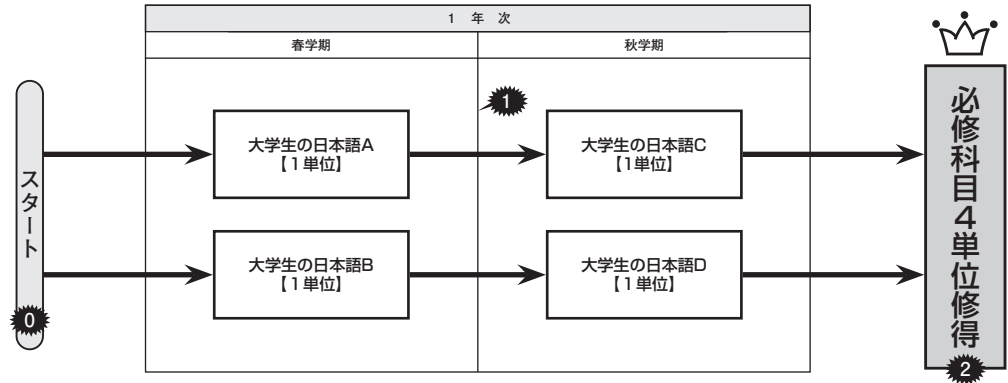 1 年 次
春学期
秋学期
スタート
0
大学生の日本語A
【1単位】
1
大学生の日本語C
【1単位】
大学生の日本語B
【1単位】
大学生の日本語D
【1単位】
必修科目4単位修得
2